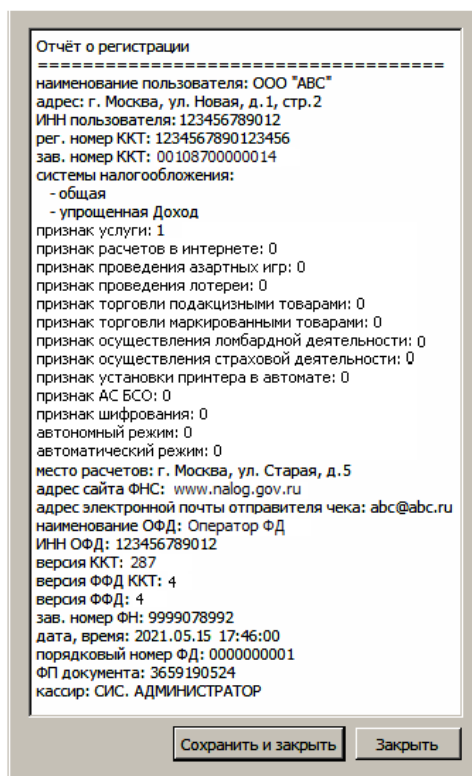 Отчёт о регистрации
=====================================
наименование пользователя: ООО "АВС"
адрес: г. Москва, ул. Новая, д.1, стр.2
ИНН пользователя: 123456789012
рег. номер ККТ: 1234567890123456
зав. номер ККТ: 00108700000014
системы налогообложения:
- общая
- упрощенная Доход
признак услуги: 1
признак расчетов в интернете: 0
признак проведения азартных игр: 0
признак проведения лотереи: 0
признак торговли подакцизными товарами: 0
признак торговли маркированными товарами: 0
признак осуществления ломбардной деятельности: 0
признак осуществления страховой деятельности: 0
признак установки принтера в автомате: 0
признак АС БСО: 0
признак шифрования: 0
автономный режим: 0
автоматический режим: 0
место расчетов: г. Москва, ул. Старая, д.5
адрес сайта ФНС: www.nalog.gov.ru
адрес электронной почты отправителя чека: abc@abc.ru
наименование ОФД: Оператор ФД
ИНН ОФД: 123456789012
версия ККТ: 287
версия ФФД ККТ: 4
версия ФФД: 4
зав. номер ФН: 9999078992
дата, время: 2021.05.15 17:46:00
порядковый номер ФД: 0000000001
ФП документа: 3659190524
кассир: СИС. АДМИНИСТРАТОР
Сохранить и закрыть Закрыть